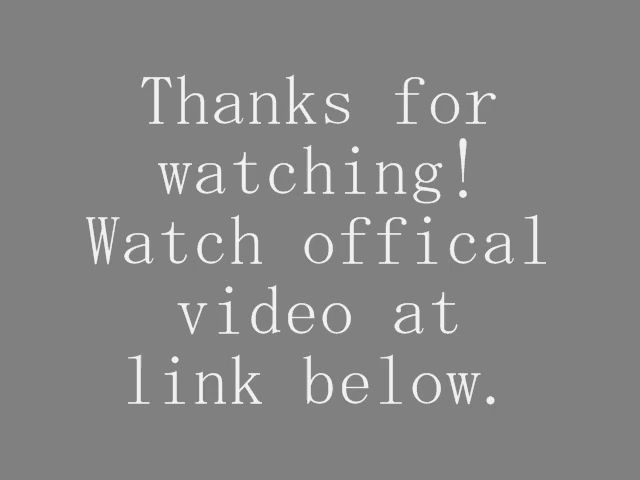 Thanks for
watching!
Watch offical
video at
link below.